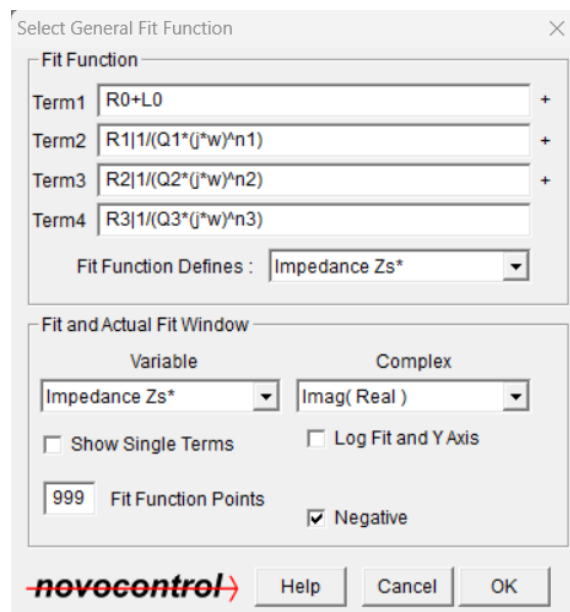 Select General Fit Function
Fit Function
Term1 R0+L0 +
Term2 R1|1/(Q1*(j*w)^n1) +
Term3 R2|1/(Q2*(j*w)^n2) +
Term4 R3|1/(Q3*(j*w)^n3)
Fit Function Defines : Impedance Zs*
Fit and Actual Fit Window
Variable Complex
Impedance Zs* Imag( Real )
Show Single Terms Log Fit and Y Axis
999 Fit Function Points
Negative
novocontrol Help Cancel OK